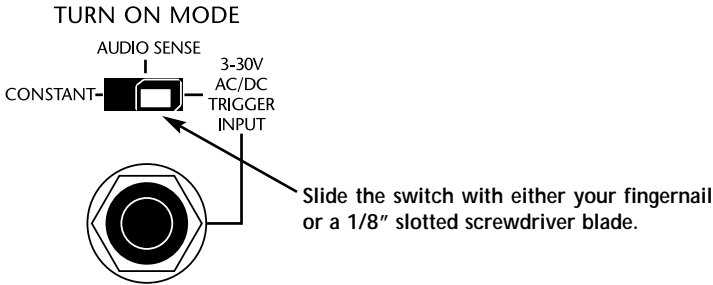 TURN ON MODE
AUDIO SENSE
CONSTANT
3-30V
AC/DC
TRIGGER
INPUT
Slide the switch with either your fingernail
or a 1/8” slotted screwdriver blade.